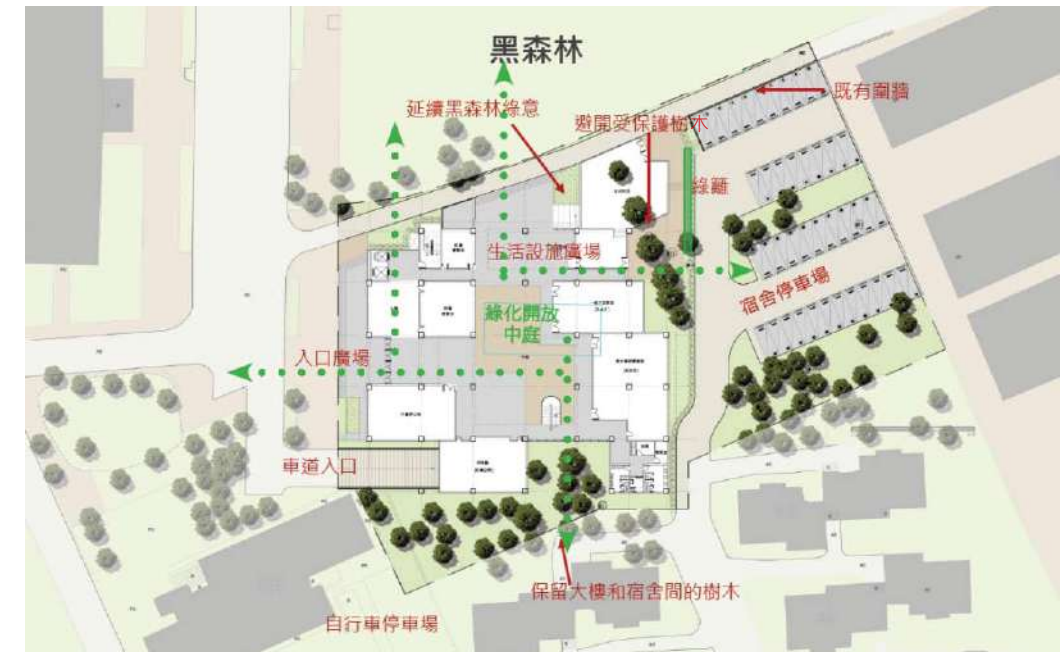 黑森林
既有圍牆
延續黑森林綠意
避開受保護樹木
綠籬
生活設施廣場
宿舍停車場
綠化開放
中庭
入口廣場
車道入口
保留大樓和宿舍間的樹木
自行車停車場